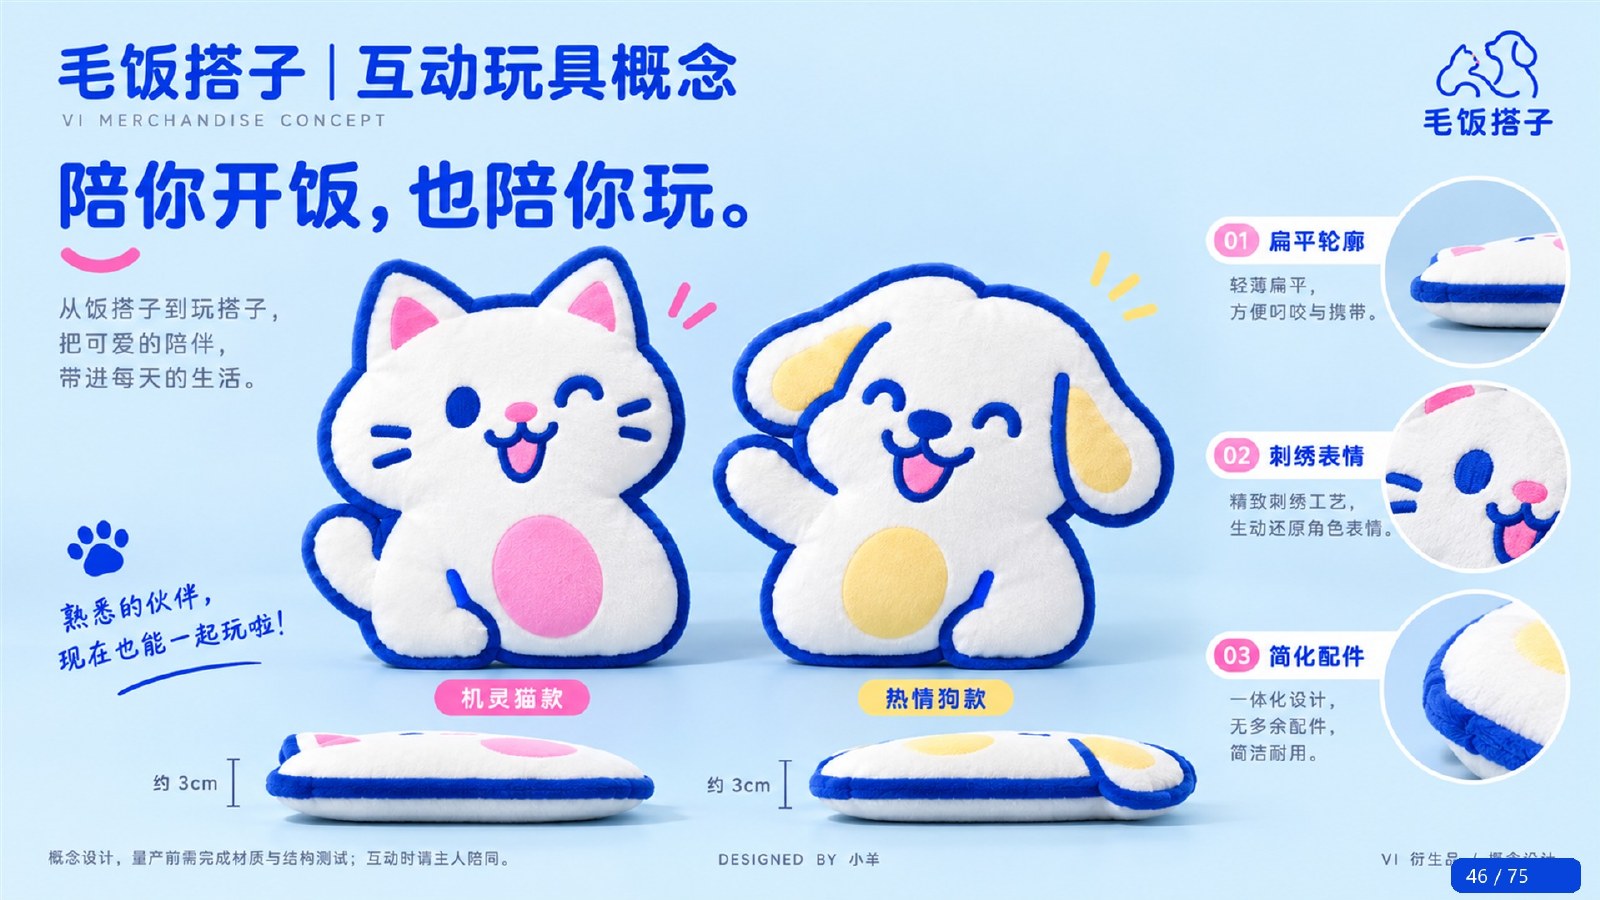 毛饭搭子｜互动玩具概念
VI MERCHANDISE CONCEPT
毛饭搭子
陪你开饭，也陪你玩。
从饭搭子到玩搭子，
把可爱的陪伴，
带进每天的生活。
熟悉的伙伴，
现在也能一起玩啦！
机灵猫款
热情狗款
约 3cm
约 3cm
01 扁平轮廓
轻薄扁平，
方便叼咬与携带。
02 刺绣表情
精致刺绣工艺，
生动还原角色表情。
03 简化配件
一体化设计，
无多余配件，
简洁耐用。
概念设计，量产前需完成材质与结构测试；互动时请主人陪同。
DESIGNED BY 小羊
VI 衍生品 / 概念设计
46 / 75